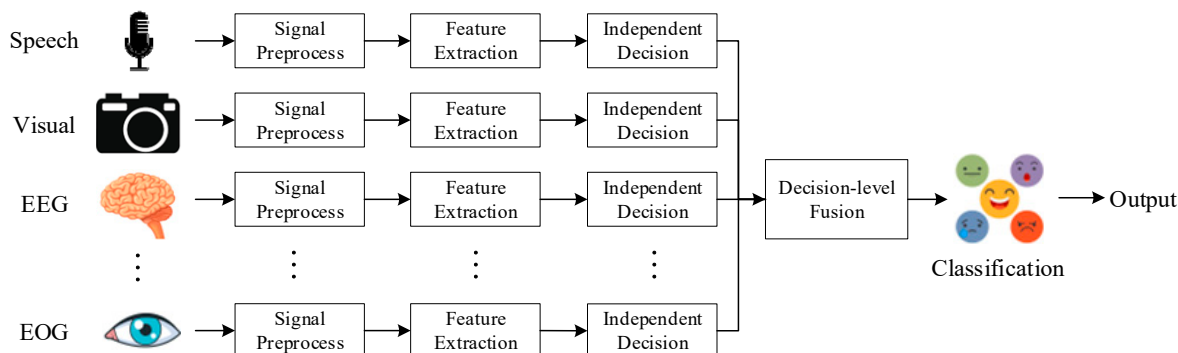 Speech
Signal
Preprocess
Feature
Extraction
Independent
Decision
Visual
Signal
Preprocess
Feature
Extraction
Independent
Decision
EEG
Signal
Preprocess
Feature
Extraction
Independent
Decision
Decision-level
Fusion
Output
Classification
EOG
Signal
Preprocess
Feature
Extraction
Independent
Decision